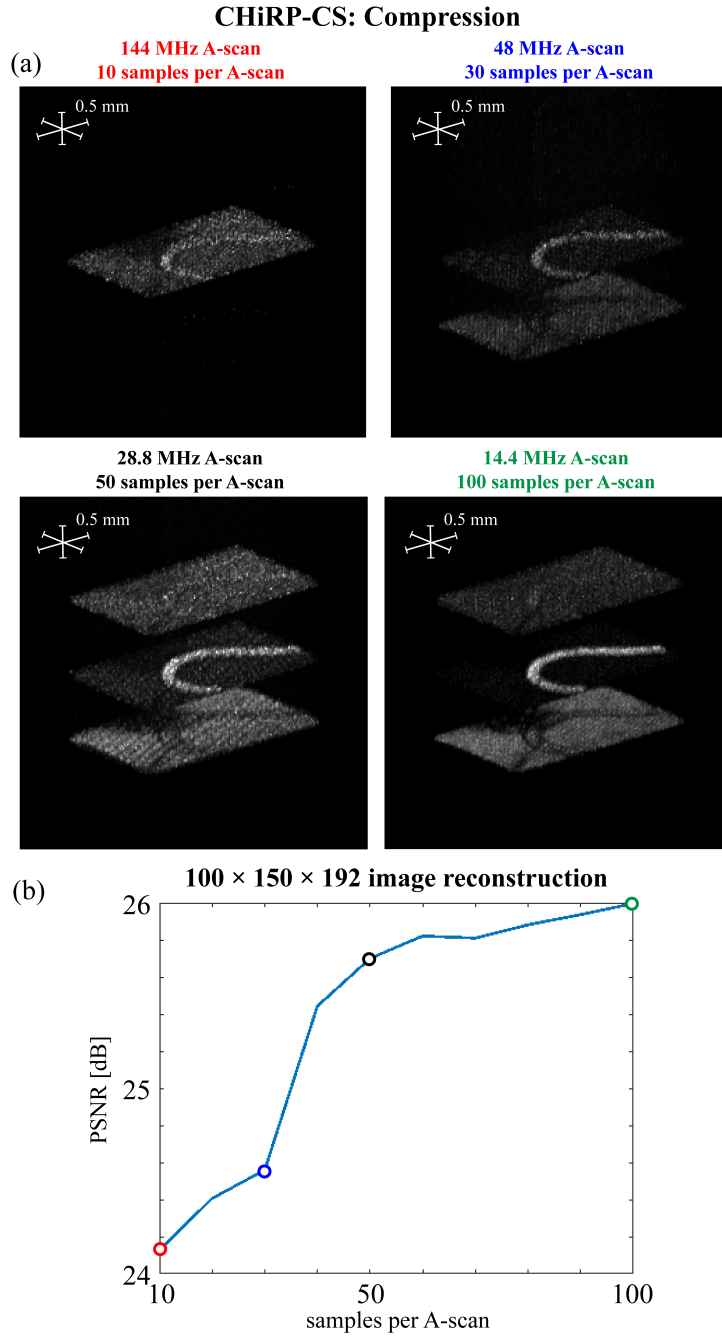 CHiRP-CS: Compression
144 MHz A-scan
10 samples per A-scan
48 MHz A-scan
30 samples per A-scan
(a)
0.5 mm
0.5 mm
28.8 MHz A-scan
50 samples per A-scan
14.4 MHz A-scan
100 samples per A-scan
0.5 mm
0.5 mm
(b)
100 × 150 × 192 image reconstruction
26
25
24
PSNR [dB]
10
50
100
samples per A-scan